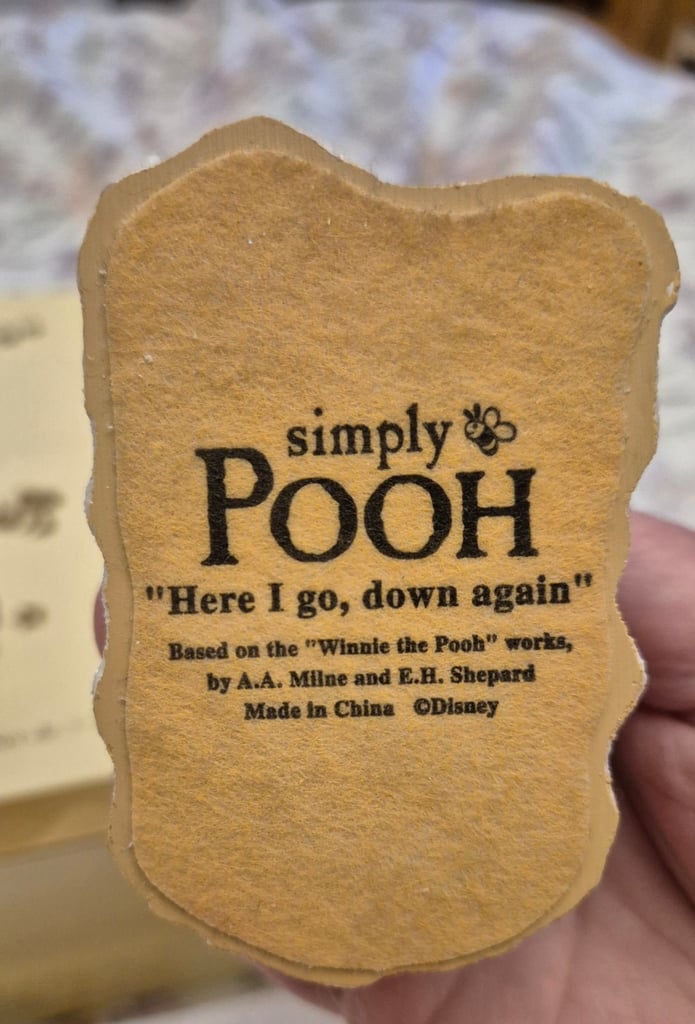 simply
POOH
"Here I go, down again"
Based on the "Winnie the Pooh" works,
by A.A. Milne and E.H. Shepard
Made in China ©Disney